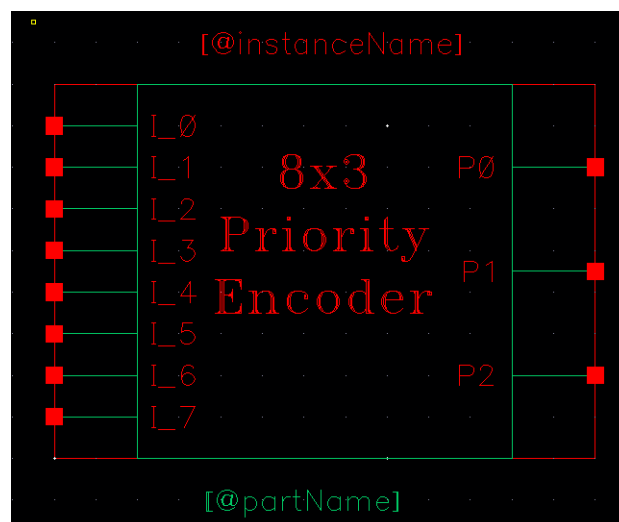 [@instanceName]
I_0
I_1
I_2
I_3
I_4
I_5
I_6
I_7
8x3
Priority
Encoder
P0
P1
P2
[@partName]